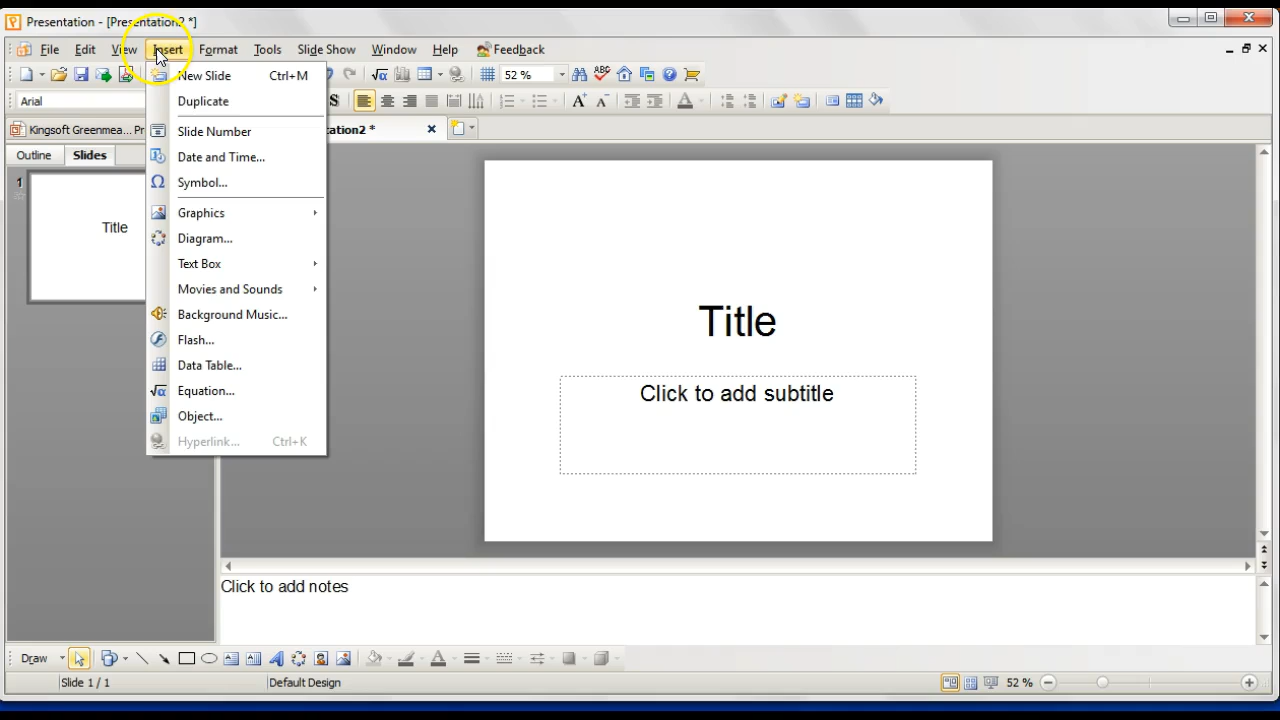 Presentation - [Presentation2 *]
File Edit View Insert Format Tools Slide Show Window Help Feedback
52 %
Arial
Kingsoft Greenmea... Pr
tation2 *
Outline Slides
New Slide Ctrl+M
Duplicate
Slide Number
Date and Time...
Symbol...
Graphics
Diagram...
Text Box
Movies and Sounds
Background Music...
Flash...
Data Table...
Equation...
Object...
Hyperlink... Ctrl+K
1
Title
Title
Click to add subtitle
Click to add notes
Draw
Slide 1 / 1 Default Design 52 %